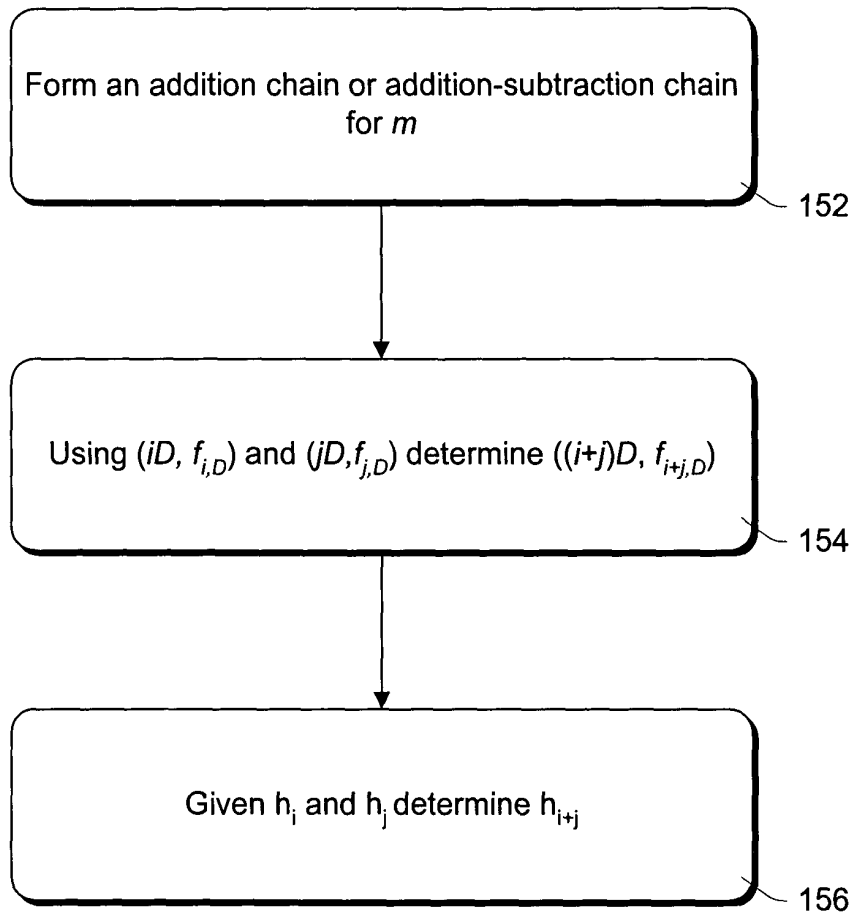 Form an addition chain or addition-subtraction chain
for m
152
Using (iD, f_{i,D}) and (jD,f_{j,D}) determine ((i+j)D, f_{i+j,D})
154
Given h_i and h_j determine h_{i+j}
156